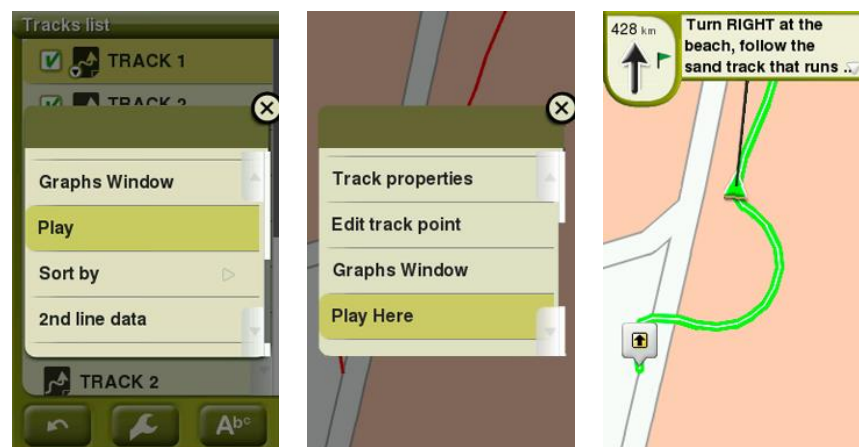 Tracks list
TRACK 1
TRACK 2
Graphs Window
Play
Sort by
2nd line data
TRACK 2
Abc
Track properties
Edit track point
Graphs Window
Play Here
428 km
Turn RIGHT at the
beach, follow the
sand track that runs ..